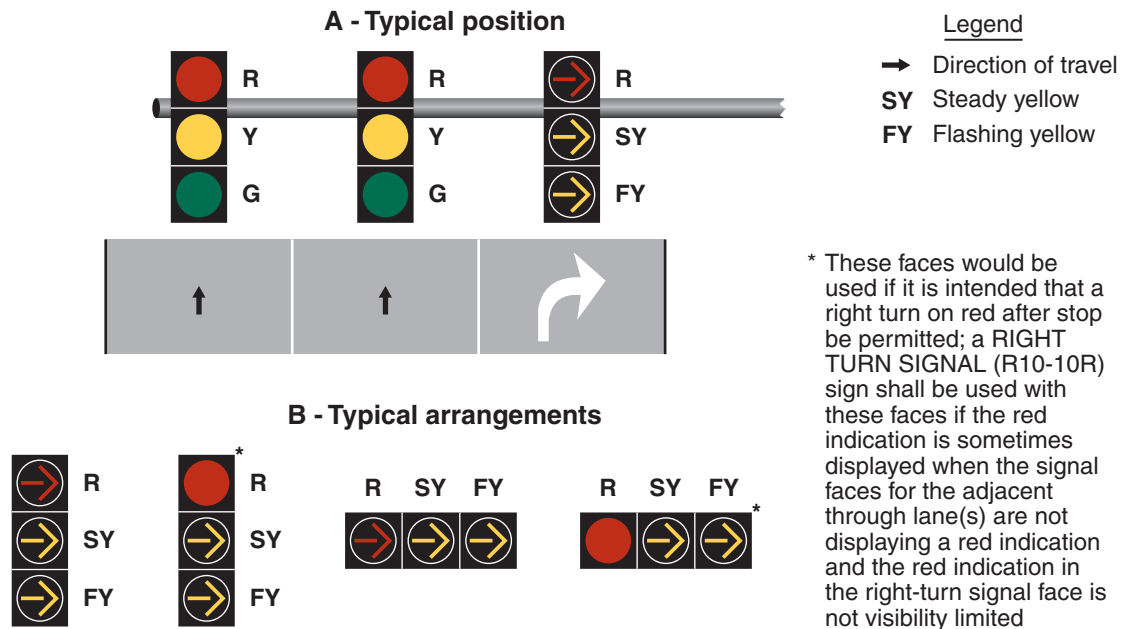 A - Typical position
R R R
Y Y SY
G G FY
Legend
Direction of travel
SY Steady yellow
FY Flashing yellow
* These faces would be
used if it is intended that a
right turn on red after stop
be permitted; a RIGHT
TURN SIGNAL (R10-10R)
sign shall be used with
these faces if the red
indication is sometimes
displayed when the signal
faces for the adjacent
through lane(s) are not
displaying a red indication
and the red indication in
the right-turn signal face is
not visibility limited
B - Typical arrangements
R
SY
FY
*
R
SY
FY
R SY FY
R SY FY
*